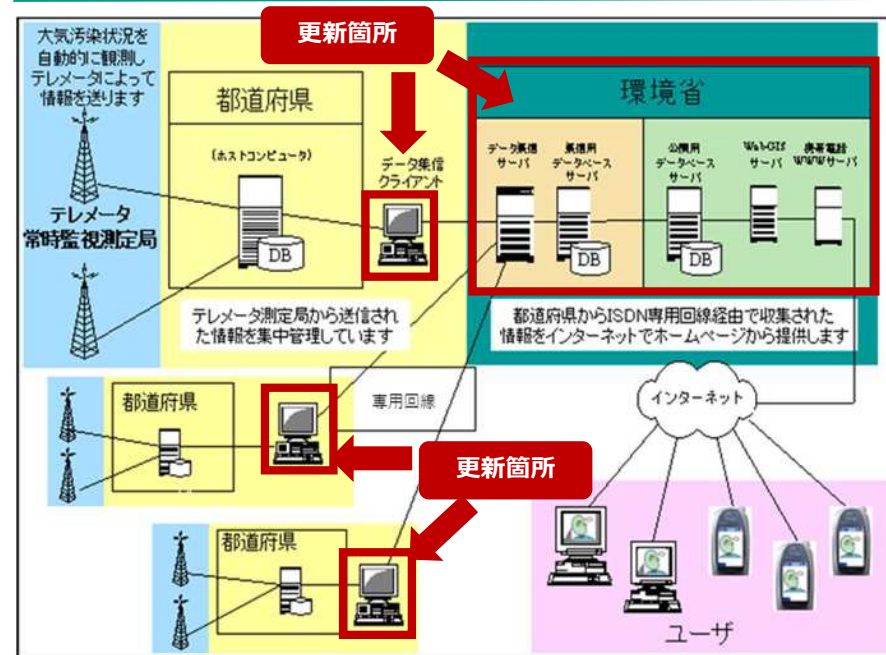 更新箇所
大気汚染状況を
自動的に観測し
テレメータによって
情報を送ります
都道府県
(ホストコンピュータ)
DB
データ集信
クライアント
テレメータ
常時監視測定局
テレメータ測定局から送信され
た情報を集中管理しています
環境省
データ集信
サーバ
集信用
データベース
サーバ
DB
公開用
データベース
サーバ
DB
Web-GIS
サーバ
携帯電話
WWWサーバ
都道府県からISDN専用回線経由で収集された
情報をインターネットでホームページから提供します
都道府県
専用回線
インターネット
更新箇所
都道府県
ユーザ